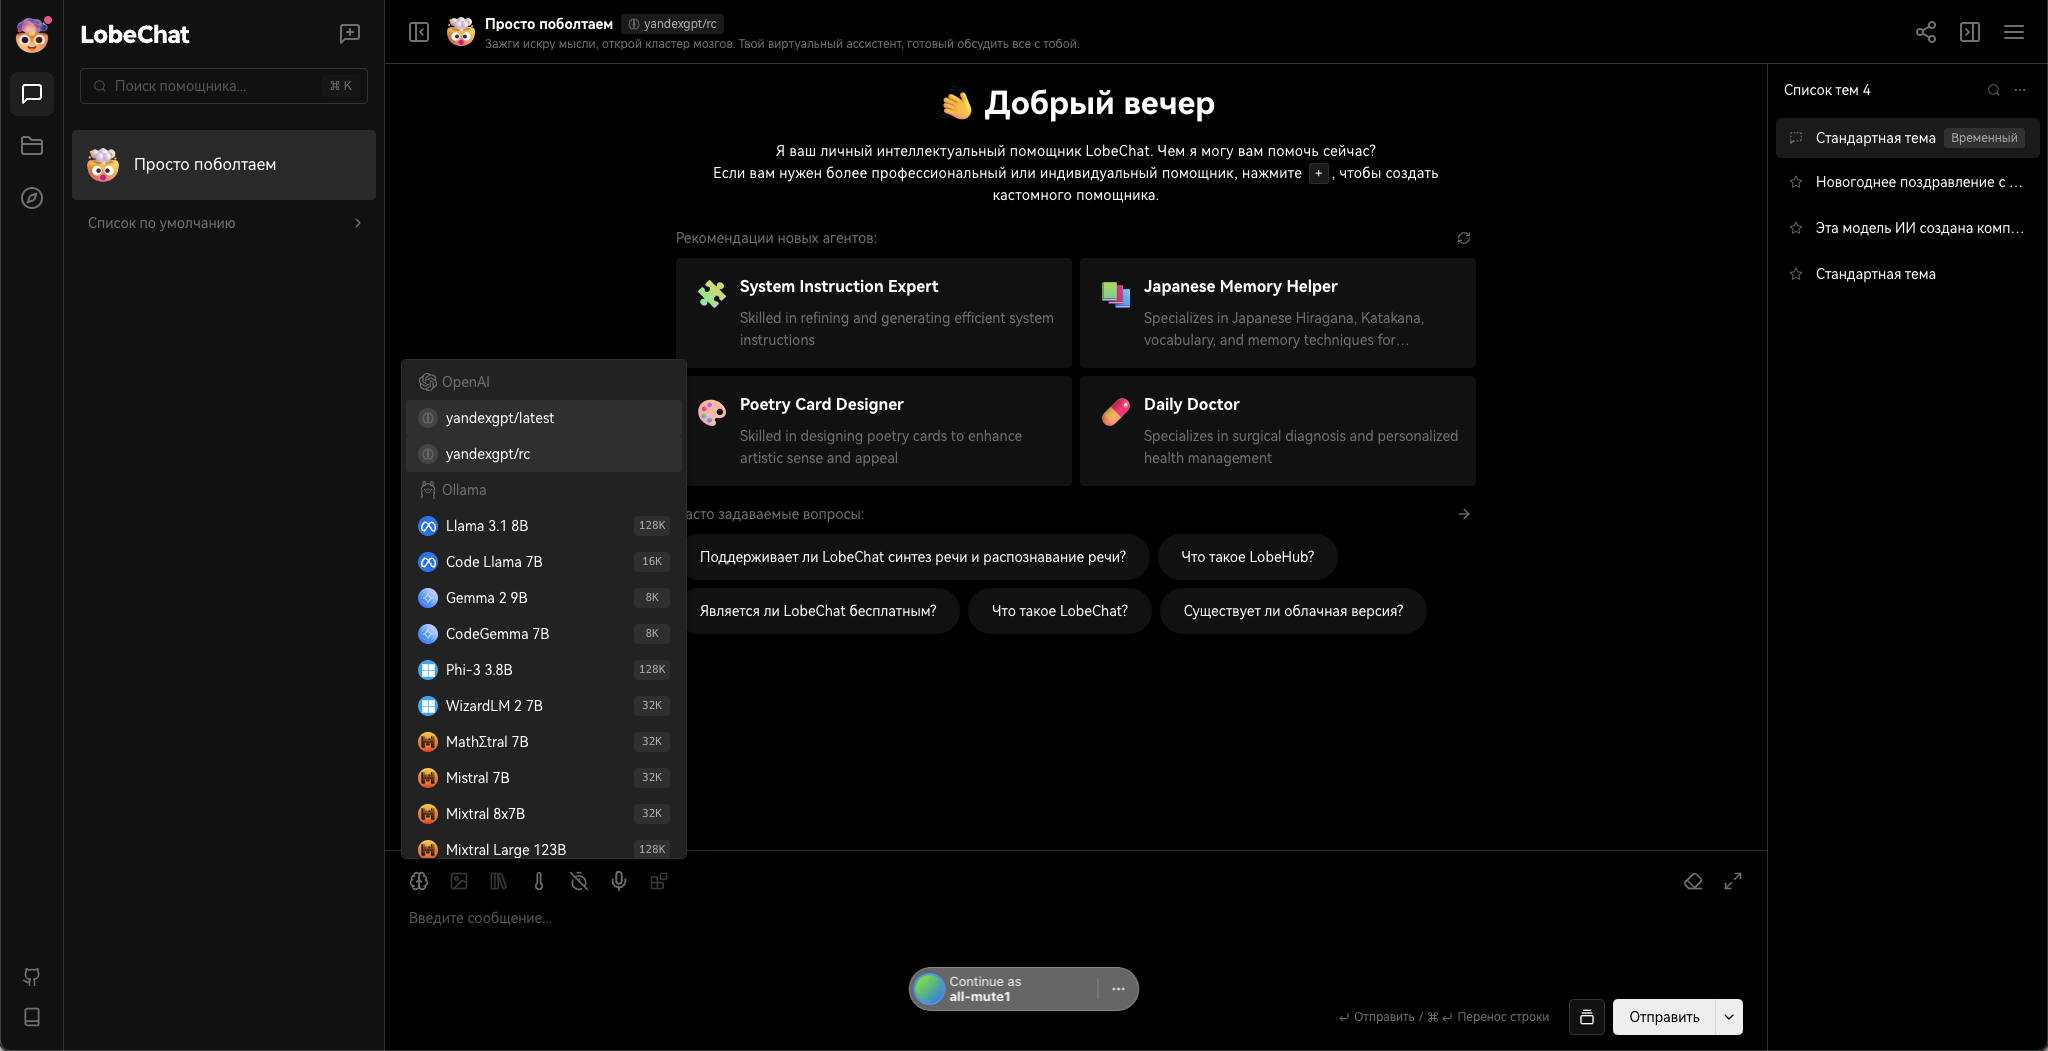 LobeChat
Поиск помощника...
⌘ K
Просто поболтаем
Список по умолчанию
Просто поболтаем
yandexgpt/rc
Зажги искру мысли, открой кластер мозгов. Твой виртуальный ассистент, готовый обсудить все с тобой.
👋 Добрый вечер
Я ваш личный интеллектуальный помощник LobeChat. Чем я могу вам помочь сейчас?
Если вам нужен более профессиональный или индивидуальный помощник, нажмите +, чтобы создать
кастомного помощника.
Рекомендации новых агентов:
System Instruction Expert
Skilled in refining and generating efficient system
instructions
Japanese Memory Helper
Specializes in Japanese Hiragana, Katakana,
vocabulary, and memory techniques for…
Poetry Card Designer
Skilled in designing poetry cards to enhance
artistic sense and appeal
Daily Doctor
Specializes in surgical diagnosis and personalized
health management
асто задаваемые вопросы:
Поддерживает ли LobeChat синтез речи и распознавание речи?
Что такое LobeHub?
Является ли LobeChat бесплатным?
Что такое LobeChat?
Существует ли облачная версия?
OpenAI
yandexgpt/latest
yandexgpt/rc
Ollama
Llama 3.1 8B 128K
Code Llama 7B 16K
Gemma 2 9B 8K
CodeGemma 7B 8K
Phi-3 3.8B 128K
WizardLM 2 7B 32K
MathΣtral 7B 32K
Mistral 7B 32K
Mixtral 8x7B 32K
Mixtral Large 123B 128K
Введите сообщение...
Continue as
all-mute1
↵ Отправить / ⌘ ↵ Перенос строки
Отправить
Список тем 4
Стандартная тема
Временный
Новогоднее поздравление с ...
Эта модель ИИ создана комп...
Стандартная тема